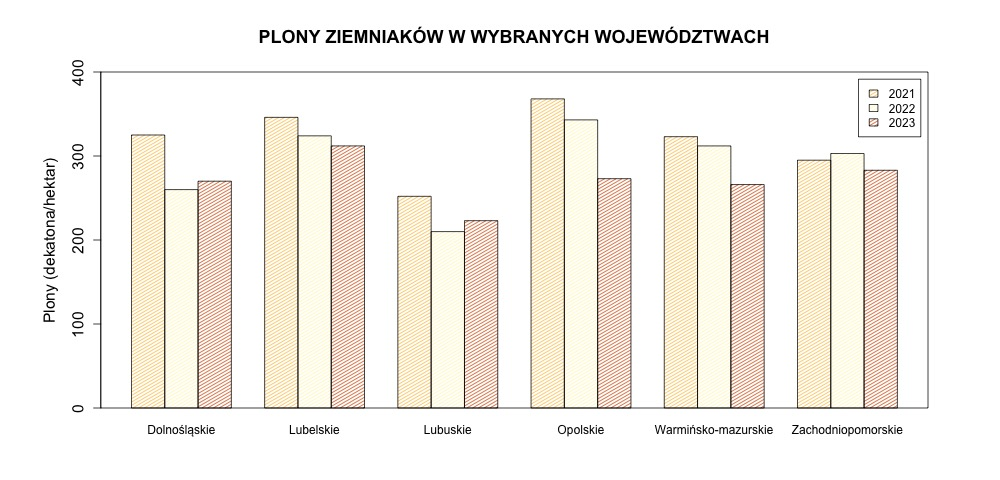 PLONY ZIEMNIAKÓW W WYBRANYCH WOJEWÓDZTWACH
Plony (dekatona/hektar)
400
300
200
100
0
2021
2022
2023
Dolnośląskie
Lubelskie
Lubuskie
Opolskie
Warmińsko-mazurskie
Zachodniopomorskie